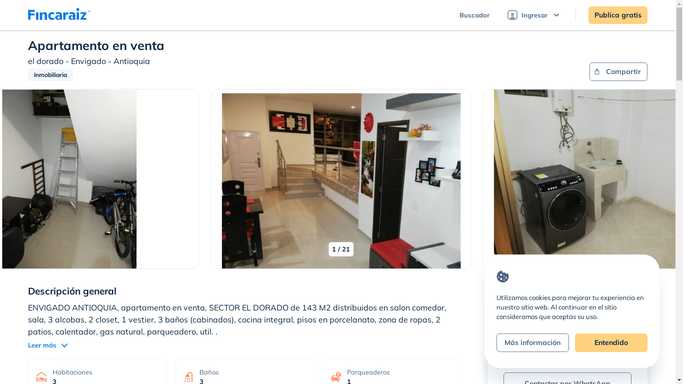 Fincaraiz
Buscador
Ingresar
Publica gratis
Apartamento en venta
el dorado - Envigado - Antioquia
Inmobiliaria
Compartir
1 / 21
Descripción general
ENVIGADO ANTIOQUIA, apartamento en venta, SECTOR EL DORADO de 143 M2 distribuidos en salon comedor,
sala, 3 alcobas, 2 closet, 1 vestier, 3 baños (cabinados), cocina integral, pisos en porcelanato, zona de ropas, 2
patios, calentador, gas natural, parqueadero, util. .
Leer más
Habitaciones
3
Baños
3
Parqueaderos
1
Utilizamos cookies para mejorar tu experiencia en
nuestro sitio web. Al continuar en el sitio
consideramos que aceptas su uso.
Más información
Entendido
Contactar por WhatsApp